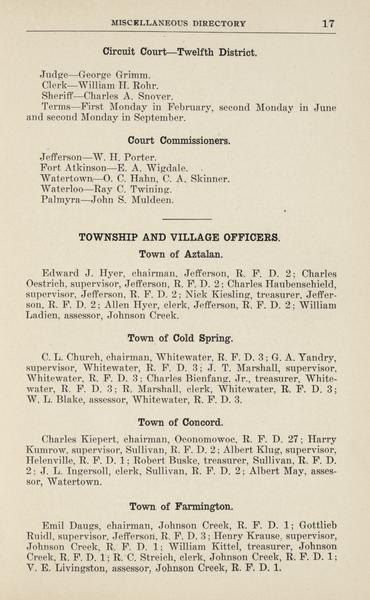 MISCELLANEOUS DIRECTORY 17
Circuit Court—Twelfth District.
Judge—George Grimm.
Clerk—William H. Rohr.
Sheriff—Charles A. Snover.
Terms—First Monday in February, second Monday in June
and second Monday in September.
Court Commissioners.
Jefferson—W. H. Porter.
Fort Atkinson—E. A. Wigdale.
Watertown—O. C. Hahn, C. A. Skinner.
Waterloo—Ray C. Twining.
Palmyra—John S. Muldeen.
TOWNSHIP AND VILLAGE OFFICERS.
Town of Aztalan.
Edward J. Hyer, chairman, Jefferson, R. F. D. 2; Charles
Oestrich, supervisor, Jefferson, R. F. D. 2; Charles Haubenschield,
supervisor, Jefferson, R. F. D. 2; Nick Kiesling, treasurer, Jeffer-
son, R. F. D. 2; Allen Hyer, clerk, Jefferson, R. F. D. 2; William
Ladien, assessor, Johnson Creek.
Town of Cold Spring.
C. L. Church, chairman, Whitewater, R. F. D. 3; G. A. Yandry,
supervisor, Whitewater, R. F. D. 3; J. T. Marshall, supervisor,
Whitewater, R. F. D. 3; Charles Bienfang, Jr., treasurer, White-
water, R. F. D. 3; R. Marshall, clerk, Whitewater, R. F. D. 3;
W. L. Blake, assessor, Whitewater, R. F. D. 3.
Town of Concord.
Charles Kiepert, chairman, Oconomowoc, R. F. D. 27; Harry
Kumrow, supervisor, Sullivan, R. F. D. 2; Albert Klug, supervisor,
Helenville, R. F. D. 1; Robert Buske, treasurer, Sullivan, R. F. D.
2; J. L. Ingersoll, clerk, Sullivan, R. F. D. 2; Albert May, asses-
sor, Watertown.
Town of Farmington.
Emil Daugs, chairman, Johnson Creek, R. F. D. 1; Gottlieb
Ruidl, supervisor, Jefferson, R. F. D. 3; Henry Krause, supervisor,
Johnson Creek, R. F. D. 1; William Kittel, treasurer, Johnson
Creek, R. F. D. 1; R. C. Streich, clerk, Johnson Creek, R. F. D. 1;
V. E. Livingston, assessor, Johnson Creek, R. F. D. 1.